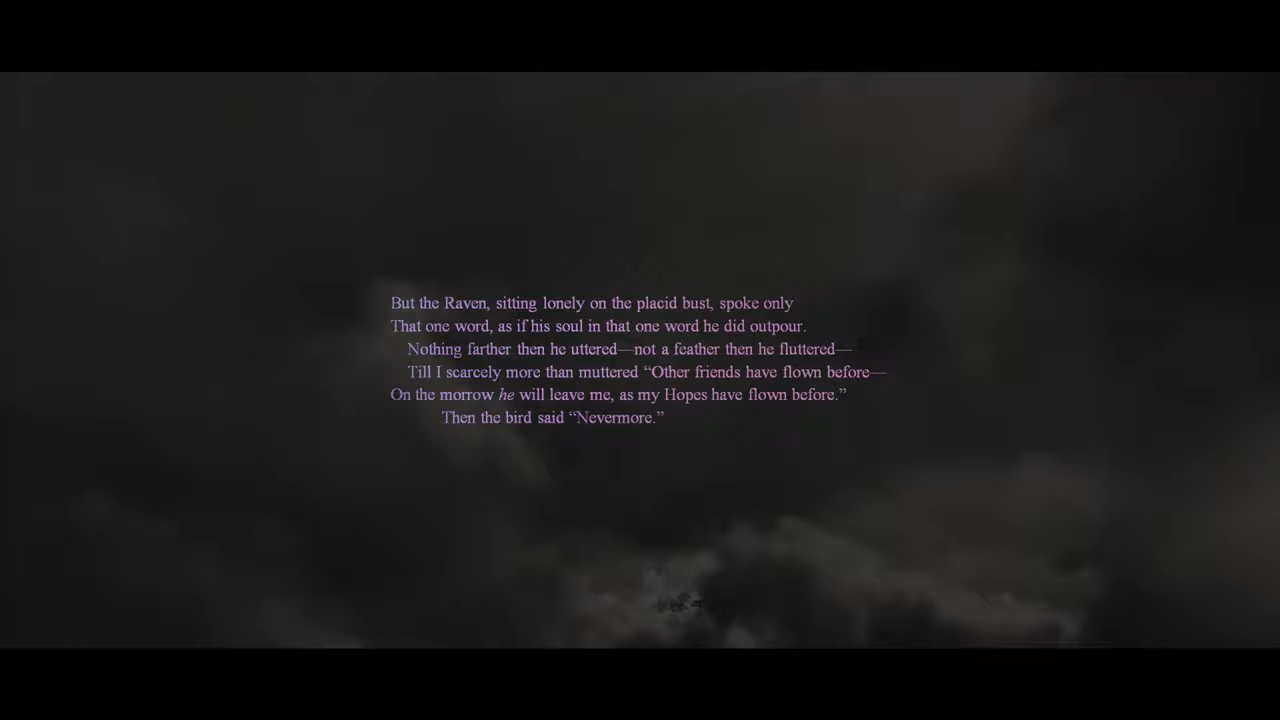 But the Raven, sitting lonely on the placid bust, spoke only
That one word, as if his soul in that one word he did outpour.
Nothing farther then he uttered—not a feather then he fluttered—
Till I scarcely more than muttered “Other friends have flown before—
On the morrow he will leave me, as my Hopes have flown before.”
Then the bird said “Nevermore.”